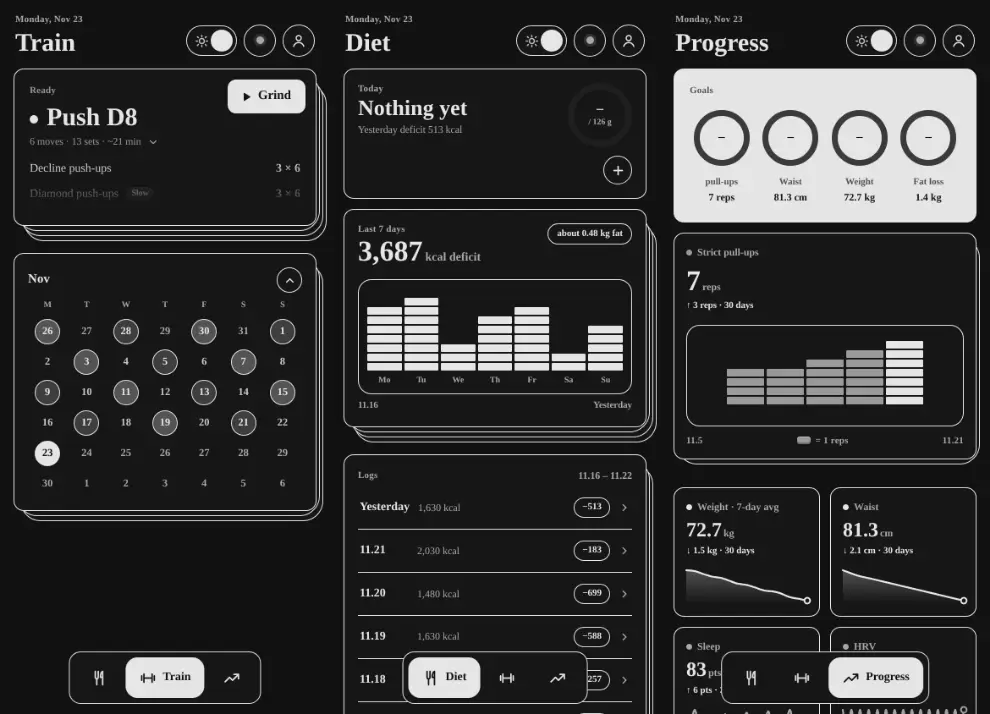 Monday, Nov 23
Train
Ready
Grind
Push D8
6 moves · 13 sets · ~21 min
Decline push-ups 3 × 6
Diamond push-ups Slow 3 × 6
Nov
M T W T F S S
26 27 28 29 30 31 1
2 3 4 5 6 7 8
9 10 11 12 13 14 15
16 17 18 19 20 21 22
23 24 25 26 27 28 29
30 1 2 3 4 5 6
Train
Monday, Nov 23
Diet
Today
Nothing yet
Yesterday deficit 513 kcal
–
/ 126 g
Last 7 days
about 0.48 kg fat
3,687 kcal deficit
Mo Tu We Th Fr Sa Su
11.16 Yesterday
Logs 11.16 – 11.22
Yesterday 1,630 kcal −513
11.21 2,030 kcal −183
11.20 1,480 kcal −699
11.19 1,630 kcal −588
11.18 257
Diet
Monday, Nov 23
Progress
Goals
– – – –
pull-ups Waist Weight Fat loss
7 reps 81.3 cm 72.7 kg 1.4 kg
Strict pull-ups
7 reps
↑ 3 reps · 30 days
11.5 = 1 reps 11.21
Weight · 7-day avg
72.7 kg
↓ 1.5 kg · 30 days
Waist
81.3 cm
↓ 2.1 cm · 30 days
Sleep
83 pts
↑ 6 pts ·
HRV
Progress